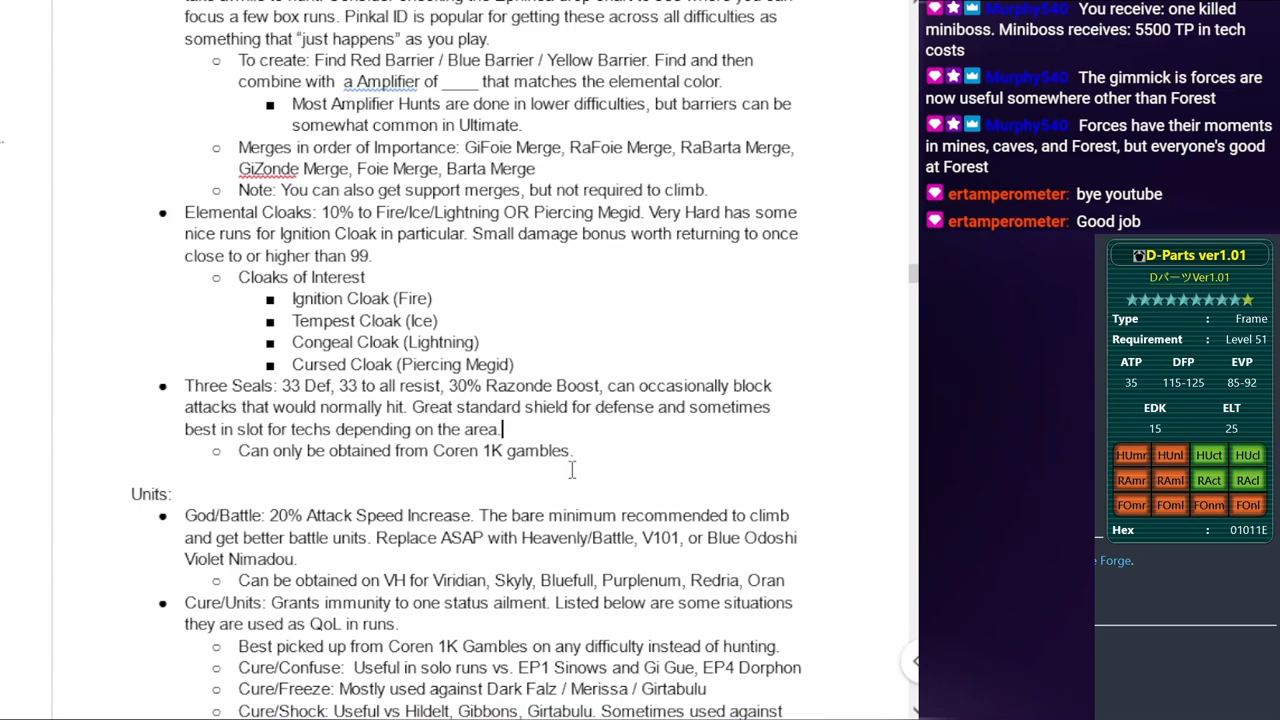 focus a few box runs. Pinkal ID is popular for getting these across all difficulties as
something that “just happens” as you play.
○ To create: Find Red Barrier / Blue Barrier / Yellow Barrier. Find and then
combine with a Amplifier of ____ that matches the elemental color.
■ Most Amplifier Hunts are done in lower difficulties, but barriers can be
somewhat common in Ultimate.
○ Merges in order of Importance: GiFoie Merge, RaFoie Merge, RaBarta Merge,
GiZonde Merge, Foie Merge, Barta Merge
○ Note: You can also get support merges, but not required to climb.
● Elemental Cloaks: 10% to Fire/Ice/Lightning OR Piercing Megid. Very Hard has some
nice runs for Ignition Cloak in particular. Small damage bonus worth returning to once
close to or higher than 99.
○ Cloaks of Interest
■ Ignition Cloak (Fire)
■ Tempest Cloak (Ice)
■ Congeal Cloak (Lightning)
■ Cursed Cloak (Piercing Megid)
● Three Seals: 33 Def, 33 to all resist, 30% Razonde Boost, can occasionally block
attacks that would normally hit. Great standard shield for defense and sometimes
best in slot for techs depending on the area.
○ Can only be obtained from Coren 1K gambles.
Units:
● God/Battle: 20% Attack Speed Increase. The bare minimum recommended to climb
and get better battle units. Replace ASAP with Heavenly/Battle, V101, or Blue Odoshi
Violet Nimadou.
○ Can be obtained on VH for Viridian, Skyly, Bluefull, Purplenum, Redria, Oran
● Cure/Units: Grants immunity to one status ailment. Listed below are some situations
they are used as QoL in runs.
○ Best picked up from Coren 1K Gambles on any difficulty instead of hunting.
○ Cure/Confuse: Useful in solo runs vs. EP1 Sinows and Gi Gue, EP4 Dorphon
○ Cure/Freeze: Mostly used against Dark Falz / Merissa / Girtabulu
○ Cure/Shock: Useful vs Hildelt, Gibbons, Girtabulu. Sometimes used against
Murphy540 You receive: one killed
miniboss. Miniboss receives: 5500 TP in tech
costs
Murphy540 The gimmick is forces are
now useful somewhere other than Forest
Murphy540 Forces have their moments
in mines, caves, and Forest, but everyone's good
at Forest
ertamperometer: bye youtube
ertamperometer: Good job
D-Parts ver1.01
DパーツVer1.01
★★★★★★★★★★
Type : Frame
Requirement : Level 51
ATP DFP EVP
35 115-125 85-92
EDK ELT
15 25
HUmr HUnl HUct HUcl
RAmr RAml RAct RAcl
FOmr FOml FOnm FOnl
Hex : 01011E
e Forge.